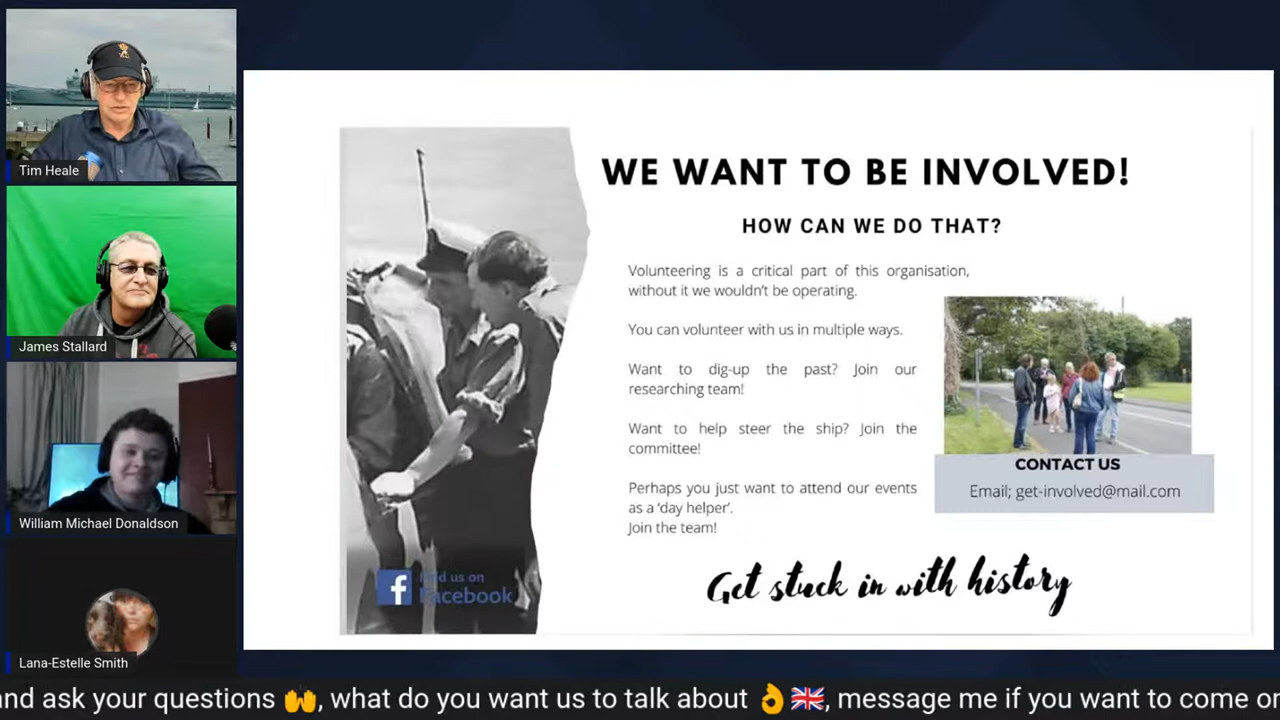 Tim Heale
James Stallard
William Michael Donaldson
Lana-Estelle Smith
WE WANT TO BE INVOLVED!
HOW CAN WE DO THAT?
Volunteering is a critical part of this organisation,
without it we wouldn't be operating.
You can volunteer with us in multiple ways.
Want to dig-up the past? Join our
researching team!
Want to help steer the ship? Join the
committee!
Perhaps you just want to attend our events
as a 'day helper'.
Join the team!
CONTACT US
Email; get-involved@mail.com
Get stuck in with history
Find us on
Facebook
and ask your questions 🙌, what do you want us to talk about 👌🇬🇧, message me if you want to come on